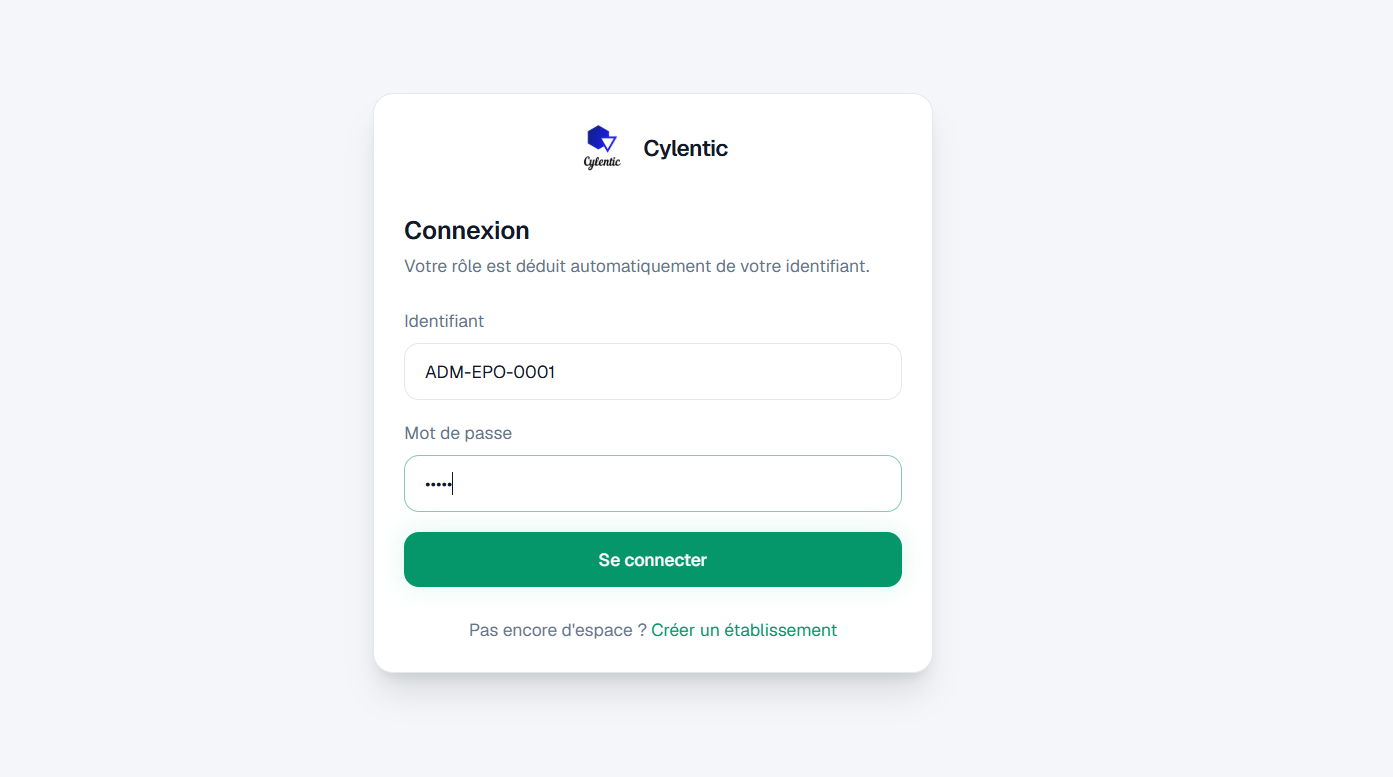 Cylentic
Cylentic
Connexion
Votre rôle est déduit automatiquement de votre identifiant.
Identifiant
ADM-EPO-0001
Mot de passe
•••••
Se connecter
Pas encore d'espace ? Créer un établissement